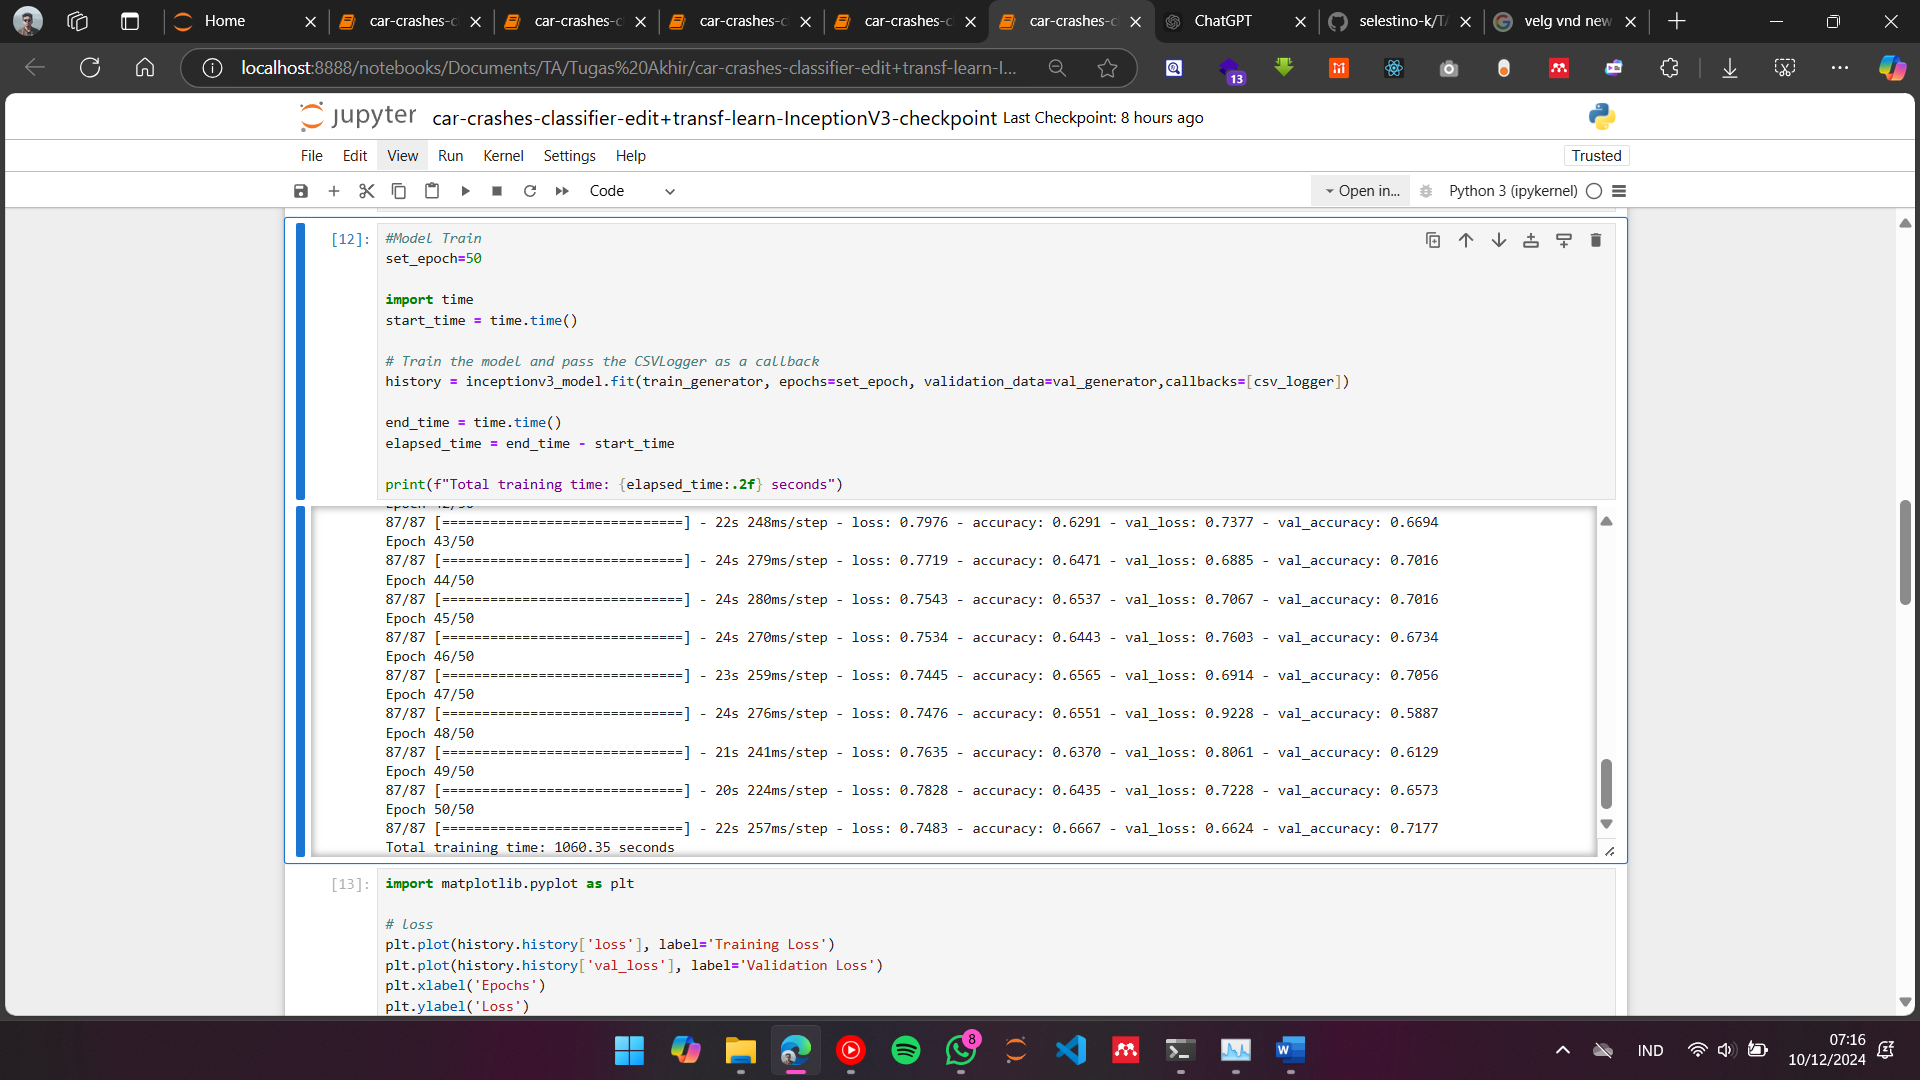 Home
car-crashes-c
car-crashes-c
car-crashes-c
car-crashes-c
car-crashes-c
ChatGPT
selestino-k/TA
velg vnd new
localhost:8888/notebooks/Documents/TA/Tugas%20Akhir/car-crashes-classifier-edit+transf-learn-I...
13
jupyter
car-crashes-classifier-edit+transf-learn-InceptionV3-checkpoint Last Checkpoint: 8 hours ago
File Edit View Run Kernel Settings Help
Trusted
Code
Open in...
Python 3 (ipykernel)
[12]:
#Model Train
set_epoch=50
import time
start_time = time.time()
# Train the model and pass the CSVLogger as a callback
history = inceptionv3_model.fit(train_generator, epochs=set_epoch, validation_data=val_generator,callbacks=[csv_logger])
end_time = time.time()
elapsed_time = end_time - start_time
print(f"Total training time: {elapsed_time:.2f} seconds")
Epoch 42/50
87/87 [==============================] - 22s 248ms/step - loss: 0.7976 - accuracy: 0.6291 - val_loss: 0.7377 - val_accuracy: 0.6694
Epoch 43/50
87/87 [==============================] - 24s 279ms/step - loss: 0.7719 - accuracy: 0.6471 - val_loss: 0.6885 - val_accuracy: 0.7016
Epoch 44/50
87/87 [==============================] - 24s 280ms/step - loss: 0.7543 - accuracy: 0.6537 - val_loss: 0.7067 - val_accuracy: 0.7016
Epoch 45/50
87/87 [==============================] - 24s 270ms/step - loss: 0.7534 - accuracy: 0.6443 - val_loss: 0.7603 - val_accuracy: 0.6734
Epoch 46/50
87/87 [==============================] - 23s 259ms/step - loss: 0.7445 - accuracy: 0.6565 - val_loss: 0.6914 - val_accuracy: 0.7056
Epoch 47/50
87/87 [==============================] - 24s 276ms/step - loss: 0.7476 - accuracy: 0.6551 - val_loss: 0.9228 - val_accuracy: 0.5887
Epoch 48/50
87/87 [==============================] - 21s 241ms/step - loss: 0.7635 - accuracy: 0.6370 - val_loss: 0.8061 - val_accuracy: 0.6129
Epoch 49/50
87/87 [==============================] - 20s 224ms/step - loss: 0.7828 - accuracy: 0.6435 - val_loss: 0.7228 - val_accuracy: 0.6573
Epoch 50/50
87/87 [==============================] - 22s 257ms/step - loss: 0.7483 - accuracy: 0.6667 - val_loss: 0.6624 - val_accuracy: 0.7177
Total training time: 1060.35 seconds
[13]:
import matplotlib.pyplot as plt
# loss
plt.plot(history.history['loss'], label='Training Loss')
plt.plot(history.history['val_loss'], label='Validation Loss')
plt.xlabel('Epochs')
plt.ylabel('Loss')
8
IND
07:16
10/12/2024